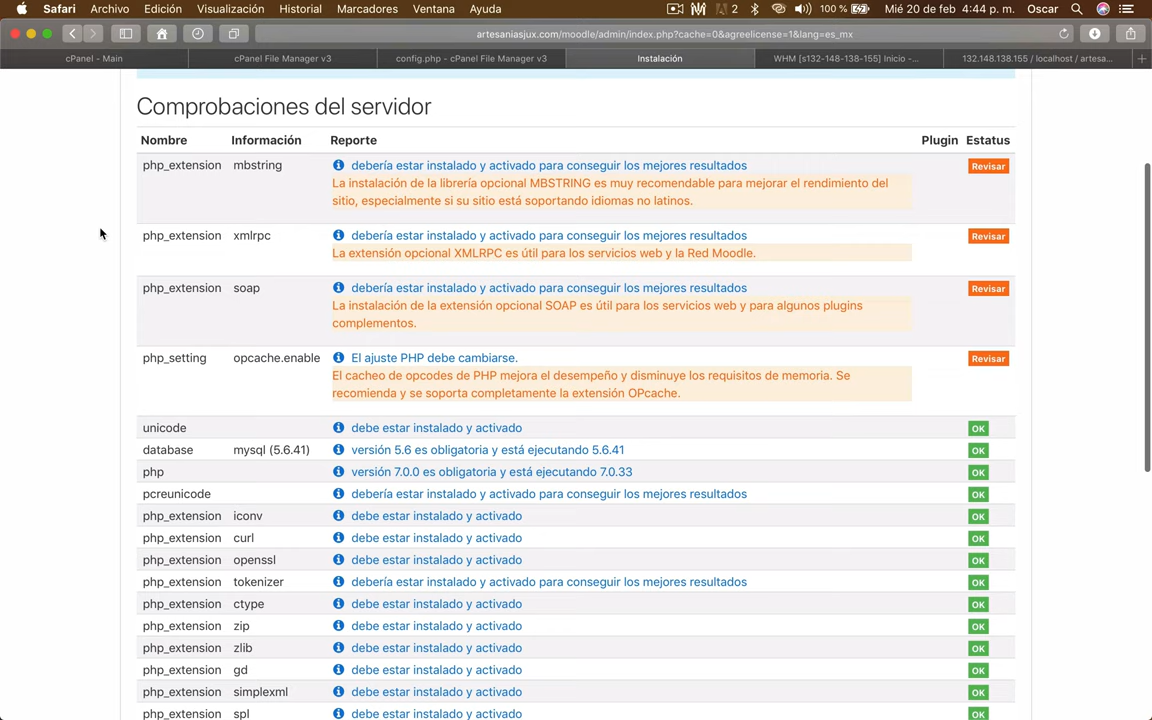 Safari Archivo Edición Visualización Historial Marcadores Ventana Ayuda 2 100 % Mié 20 de feb 4:44 p. m. Oscar
artesaniasjux.com/moodle/admin/index.php?cache=0&agreelicense=1&lang=es_mx
cPanel - Main cPanel File Manager v3 config.php - cPanel File Manager v3 Instalación WHM [s132-148-138-155] Inicio -... 132.148.138.155 / localhost / artesa...
Comprobaciones del servidor
Nombre Información Reporte Plugin Estatus
php_extension mbstring debería estar instalado y activado para conseguir los mejores resultados Revisar
La instalación de la librería opcional MBSTRING es muy recomendable para mejorar el rendimiento del
sitio, especialmente si su sitio está soportando idiomas no latinos.
php_extension xmlrpc debería estar instalado y activado para conseguir los mejores resultados Revisar
La extensión opcional XMLRPC es útil para los servicios web y la Red Moodle.
php_extension soap debería estar instalado y activado para conseguir los mejores resultados Revisar
La instalación de la extensión opcional SOAP es útil para los servicios web y para algunos plugins
complementos.
php_setting opcache.enable El ajuste PHP debe cambiarse. Revisar
El cacheo de opcodes de PHP mejora el desempeño y disminuye los requisitos de memoria. Se
recomienda y se soporta completamente la extensión OPcache.
unicode debe estar instalado y activado OK
database mysql (5.6.41) versión 5.6 es obligatoria y está ejecutando 5.6.41 OK
php versión 7.0.0 es obligatoria y está ejecutando 7.0.33 OK
pcreunicode debería estar instalado y activado para conseguir los mejores resultados OK
php_extension iconv debe estar instalado y activado OK
php_extension curl debe estar instalado y activado OK
php_extension openssl debe estar instalado y activado OK
php_extension tokenizer debería estar instalado y activado para conseguir los mejores resultados OK
php_extension ctype debe estar instalado y activado OK
php_extension zip debe estar instalado y activado OK
php_extension zlib debe estar instalado y activado OK
php_extension gd debe estar instalado y activado OK
php_extension simplexml debe estar instalado y activado OK
php_extension spl debe estar instalado y activado OK